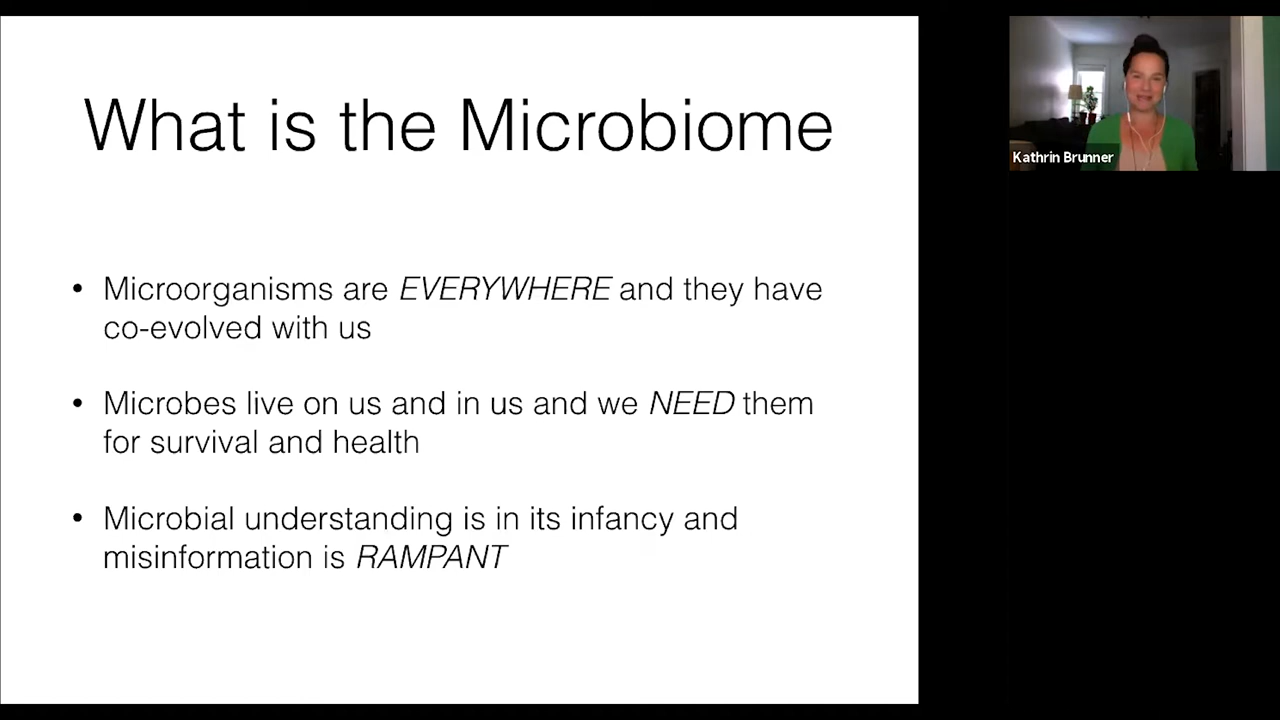 What is the Microbiome
• Microorganisms are EVERYWHERE and they have
co-evolved with us
• Microbes live on us and in us and we NEED them
for survival and health
• Microbial understanding is in its infancy and
misinformation is RAMPANT
Kathrin Brunner